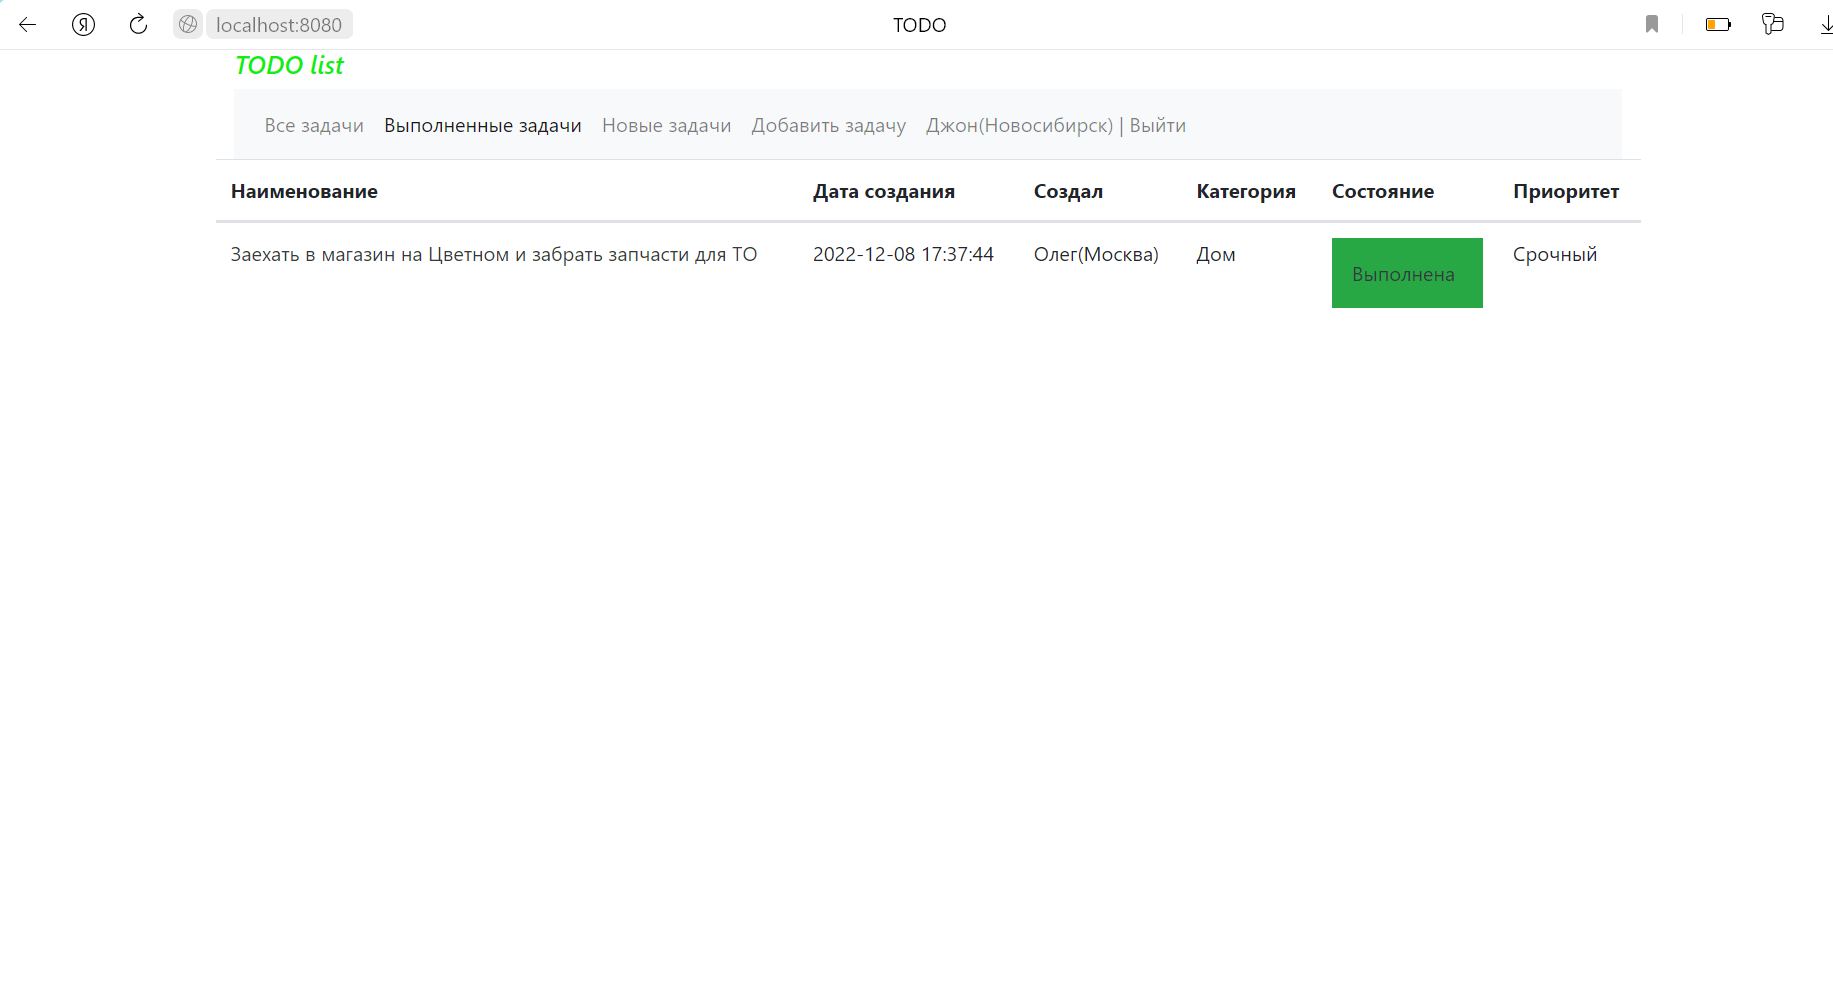 localhost:8080
TODO
TODO list
Все задачи Выполненные задачи Новые задачи Добавить задачу Джон(Новосибирск) | Выйти
Наименование Дата создания Создал Категория Состояние Приоритет
Заехать в магазин на Цветном и забрать запчасти для ТО 2022-12-08 17:37:44 Олег(Москва) Дом Выполнена Срочный